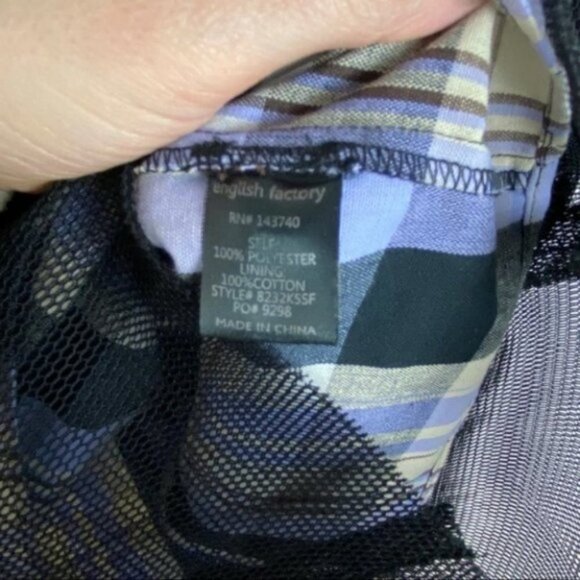 english factory
RN# 143740
SELF
100% POLYESTER
LINING
100%COTTON
STYLE# 8232KSSF
PO# 9298
MADE IN CHINA